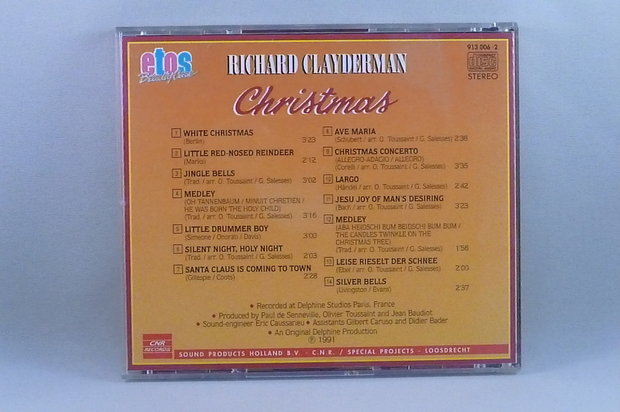 etos
RICHARD CLAYDERMAN
Christmas
913 006-2
COMPACT
disc
DIGITAL AUDIO
STEREO
1 WHITE CHRISTMAS
(Berlin) 3'23
2 LITTLE RED-NOSED REINDEER
(Marks) 2'12
3 JINGLE BELLS
(Trad./ arr. O. Toussaint / G. Salesses) 3'02
4 MEDLEY
(OH TANNENBAUM / MINUIT CHRETIEN /
HE WAS BORN THE HOLY CHILD)
(Trad./ arr. O. Toussaint / G. Salesses) 3'16
5 LITTLE DRUMMER BOY
(Simeone / Onorati / Davis) 3'00
6 SILENT NIGHT, HOLY NIGHT
(Trad. / arr. O. Toussaint / G. Salesses) 2'03
7 SANTA CLAUS IS COMING TO TOWN
(Gillespie / Coots) 2'28
8 AVE MARIA
(Schubert / arr. O. Toussaint / G. Salesses) 2'38
9 CHRISTMAS CONCERTO
(ALLEGRO-ADAGIO / ALLEGRO)
(Corelli / arr. O. Toussaint / G. Salesses) 3'35
10 LARGO
(Händel / arr. O. Toussaint / G. Salesses) 2'42
11 JESU JOY OF MAN'S DESIRING
(Bach / arr. O. Toussaint / G. Salesses) 3'23
12 MEDLEY
(ABA HEIDSCHI BUM BEIDSCHI BUM BUM /
THE CANDLES TWINKLE ON THE
CHRISTMAS TREE)
(Trad./ arr. O. Toussaint / G. Salesses) 1'56
13 LEISE RIESELT DER SCHNEE
(Ebel / arr. O. Toussaint / G. Salesses) 2'00
14 SILVER BELLS
(Livingston / Evans) 2'37
★ Recorded at Delphine Studios Paris, France
★ Produced by Paul de Senneville, Olivier Toussaint and Jean Baudlot
★ Sound-engineer Eric Caussarieu ★ Assistants Gilbert Caruso and Didier Bader
★ An Original Delphine Production
℗ 1991
CNR
RECORDS
SOUND PRODUCTS HOLLAND B.V. - C.N.R. / SPECIAL PROJECTS - LOOSDRECHT